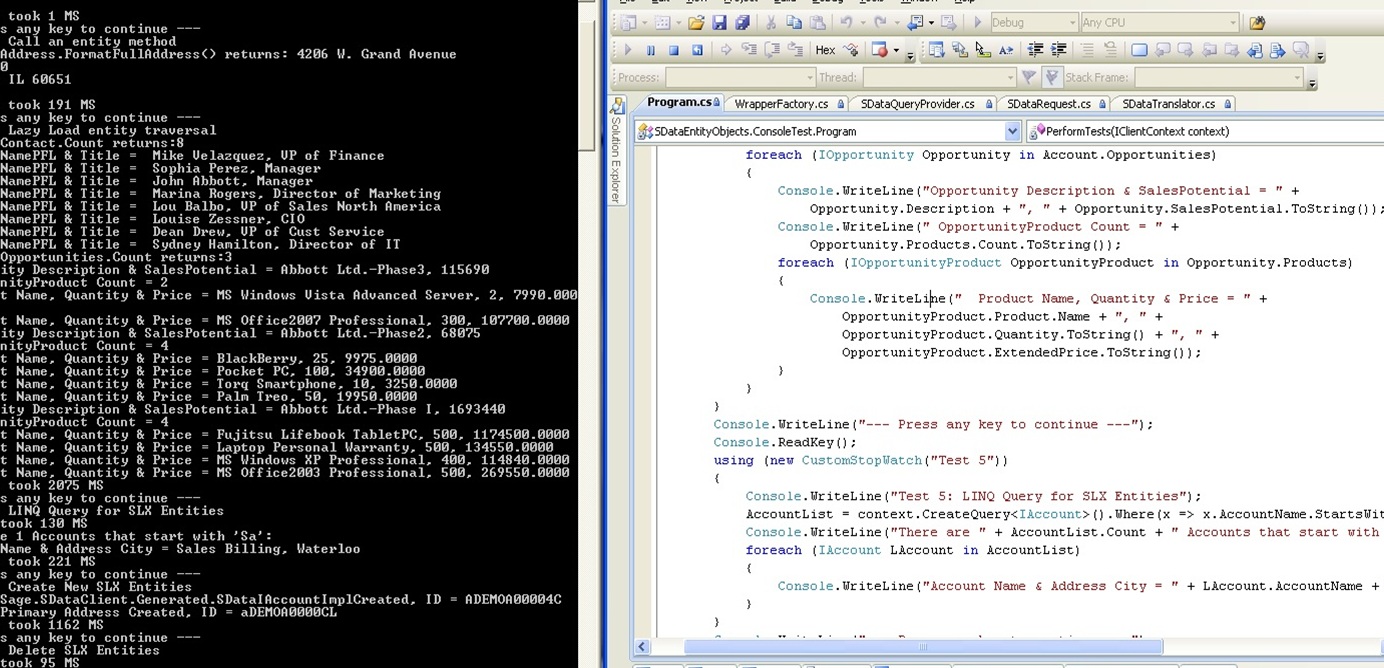 took 1 MS
s any key to continue ---
Call an entity method
Address.FormatFullAddress() returns: 4206 W. Grand Avenue
0
IL 60651
took 191 MS
s any key to continue ---
Lazy Load entity traversal
Contact.Count returns:8
NamePFL & Title =  Mike Velazquez, VP of Finance
NamePFL & Title =  Sophia Perez, Manager
NamePFL & Title =  John Abbott, Manager
NamePFL & Title =  Marina Rogers, Director of Marketing
NamePFL & Title =  Lou Balbo, VP of Sales North America
NamePFL & Title =  Louise Zessner, CIO
NamePFL & Title =  Dean Drew, VP of Cust Service
NamePFL & Title =  Sydney Hamilton, Director of IT
Opportunities.Count returns:3
ity Description & SalesPotential = Abbott Ltd.-Phase3, 115690
nityProduct Count = 2
t Name, Quantity & Price = MS Windows Vista Advanced Server, 2, 7990.000
t Name, Quantity & Price = MS Office2007 Professional, 300, 107700.0000
ity Description & SalesPotential = Abbott Ltd.-Phase2, 68075
nityProduct Count = 4
t Name, Quantity & Price = BlackBerry, 25, 9975.0000
t Name, Quantity & Price = Pocket PC, 100, 34900.0000
t Name, Quantity & Price = Torq Smartphone, 10, 3250.0000
t Name, Quantity & Price = Palm Treo, 50, 19950.0000
ity Description & SalesPotential = Abbott Ltd.-Phase I, 1693440
nityProduct Count = 4
t Name, Quantity & Price = Fujitsu Lifebook TabletPC, 500, 1174500.0000
t Name, Quantity & Price = Laptop Personal Warranty, 500, 134550.0000
t Name, Quantity & Price = MS Windows XP Professional, 400, 114840.0000
t Name, Quantity & Price = MS Office2003 Professional, 500, 269550.0000
took 2075 MS
s any key to continue ---
LINQ Query for SLX Entities
took 130 MS
e 1 Accounts that start with 'Sa':
Name & Address City = Sales Billing, Waterloo
took 221 MS
s any key to continue ---
Create New SLX Entities
Sage.SDataClient.Generated.SDataIAccountImplCreated, ID = ADEMOA00004C
Primary Address Created, ID = aDEMOA0000CL
took 1162 MS
s any key to continue ---
Delete SLX Entities
took 95 MS
Debug Any CPU
Hex
Process: Thread: Stack Frame:
Program.cs WrapperFactory.cs SDataQueryProvider.cs SDataRequest.cs SDataTranslator.cs
Solution Explorer
SDataEntityObjects.ConsoleTest.Program PerformTests(IClientContext context)
foreach (IOpportunity Opportunity in Account.Opportunities)
{
Console.WriteLine("Opportunity Description & SalesPotential = " +
Opportunity.Description + ", " + Opportunity.SalesPotential.ToString());
Console.WriteLine(" OpportunityProduct Count = " +
Opportunity.Products.Count.ToString());
foreach (IOpportunityProduct OpportunityProduct in Opportunity.Products)
{
Console.WriteLine("  Product Name, Quantity & Price = " +
OpportunityProduct.Product.Name + ", " +
OpportunityProduct.Quantity.ToString() + ", " +
OpportunityProduct.ExtendedPrice.ToString());
}
}
}
Console.WriteLine("--- Press any key to continue ---");
Console.ReadKey();
using (new CustomStopWatch("Test 5"))
{
Console.WriteLine("Test 5: LINQ Query for SLX Entities");
AccountList = context.CreateQuery<IAccount>().Where(x => x.AccountName.StartsWit
Console.WriteLine("There are " + AccountList.Count + " Accounts that start with
foreach (IAccount LAccount in AccountList)
{
Console.WriteLine("Account Name & Address City = " + LAccount.AccountName +
}
}